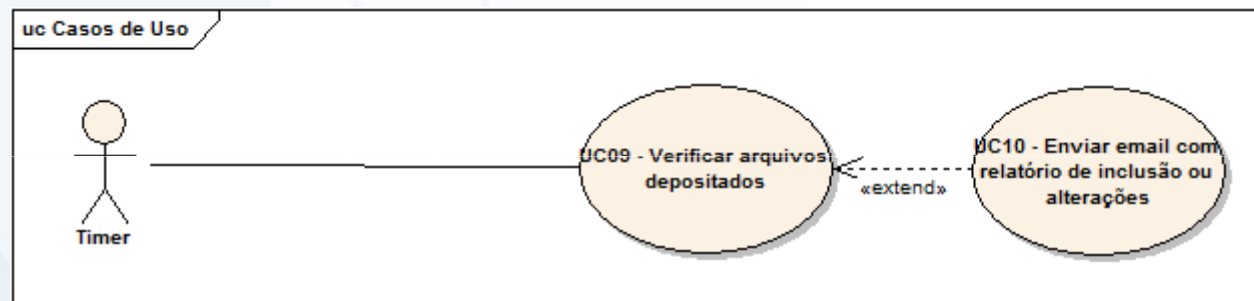 uc Casos de Uso
Timer
UC09 - Verificar arquivos
depositados
«extend»
UC10 - Enviar email com
relatório de inclusão ou
alterações